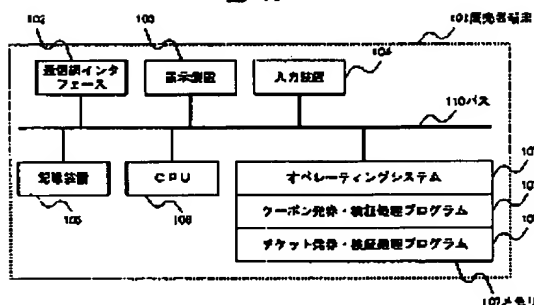 102
103
104
101販売者端末
通信網インタ
フェース
表示装置
入力装置
110バス
記憶装置
CPU
オペレーティングシステム
クーポン発券・検証処理プログラム
チケット発券・検証処理プログラム
105
106
107メモリ